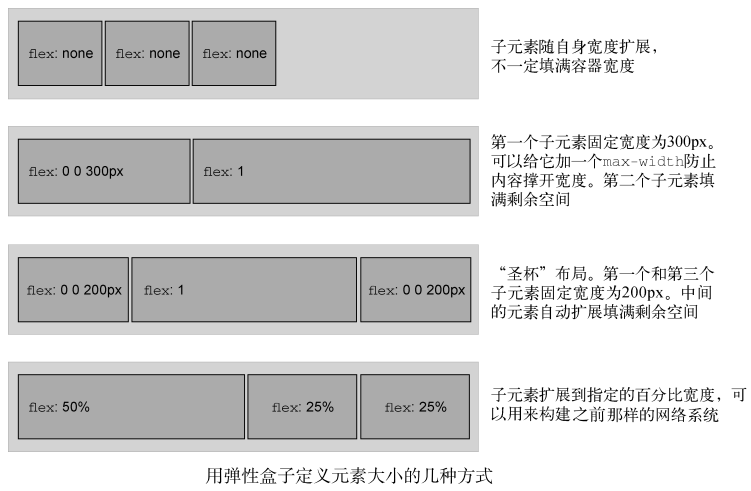 flex: none
flex: none
flex: none
子元素随自身宽度扩展，
不一定填满容器宽度
flex: 0 0 300px
flex: 1
第一个子元素固定宽度为300px。
可以给它加一个max-width防止
内容撑开宽度。第二个子元素填
满剩余空间
flex: 0 0 200px
flex: 1
flex: 0 0 200px
“圣杯”布局。第一个和第三个
子元素固定宽度为200px。中间
的元素自动扩展填满剩余空间
flex: 50%
flex: 25%
flex: 25%
子元素扩展到指定的百分比宽度，可
以用来构建之前那样的网络系统
用弹性盒子定义元素大小的几种方式